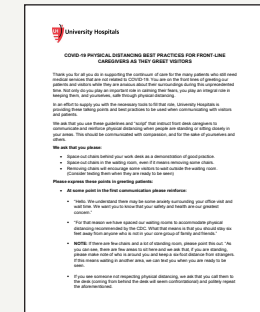 University Hospitals
COVID-19 PHYSICAL DISTANCING BEST PRACTICES FOR FRONT-LINE
CAREGIVERS AS THEY GREET VISITORS
Thank you for all you do in supporting the continuum of care for the many patients who still need
medical services that are not related to COVID-19. You are on the front lines of greeting our
patients and visitors while they are anxious about their surroundings during this unprecedented
time. Not only do you play an important role in calming their fears, you play an integral role in
keeping them, and yourselves, safe through physical distancing.
In an effort to supply you with the necessary tools to fill that role, University Hospitals is
providing these talking points and best practices to be used when communicating with visitors
and patients.
We ask that you use these guidelines and "script" that instruct front desk caregivers to
communicate and reinforce physical distancing when people are standing or sitting closely in
your areas. This should be communicated with compassion, and for the sake of yourselves and
others.
We ask that you please:
• Space out chairs behind your work desk as a demonstration of good practice.
• Space out chairs in the waiting room, even if it means removing some chairs.
• Removing chairs will encourage some visitors to wait outside the waiting room.
(Consider texting them when they are ready to be seen)
Please express these points in greeting patients:
• At some point in the first communication please reinforce:
• "Hello. We understand there may be some anxiety surrounding your office visit and
wait time. We want you to know that your safety and health are our greatest
concern."
• "For that reason we have spaced our waiting rooms to accommodate physical
distancing recommended by the CDC. What that means is that you should stay six
feet away from anyone who is not in your core group of family and friends."
• NOTE: If there are few chairs and a lot of standing room, please point this out: "As
you can see, there are few seats to sit here and we ask that, if you are standing,
please make note of who is around you and keep a six-foot distance from strangers.
If this means waiting in another area, we can text you when you are ready to be
seen.
• If you see someone not respecting physical distancing, we ask that you call them to
the desk (coming from behind the desk will seem confrontational) and politely repeat
the aforementioned.